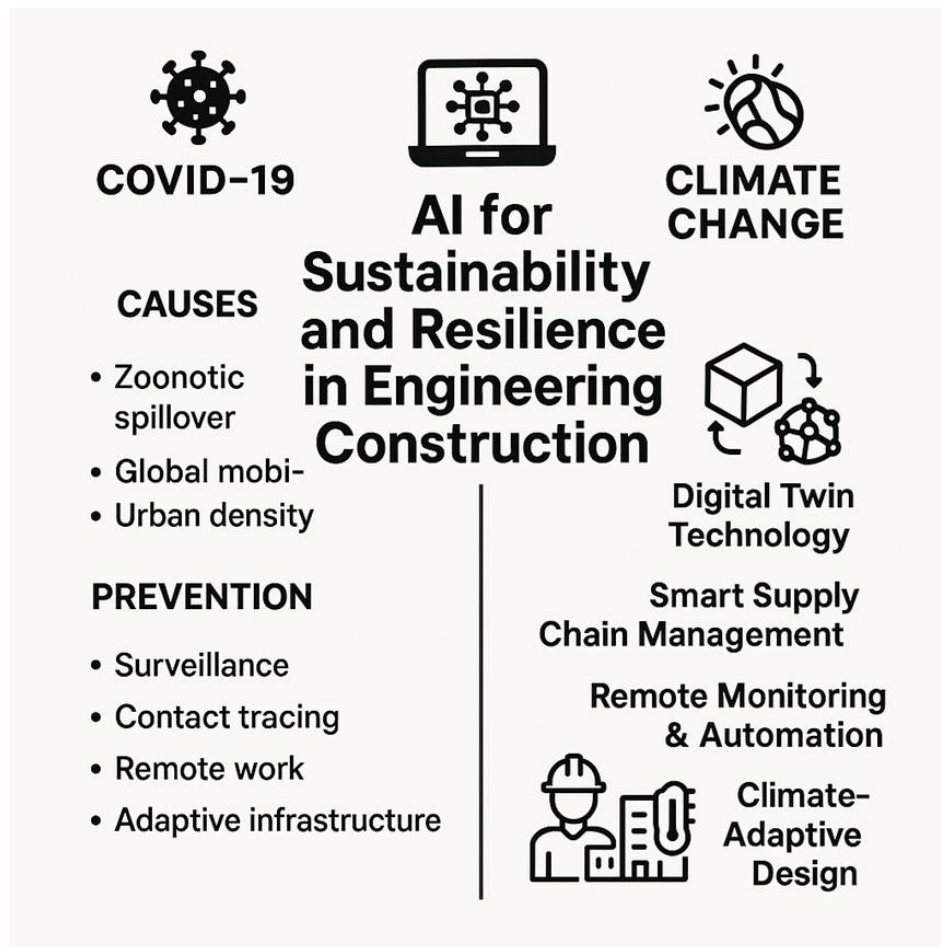 COVID-19
AI for
Sustainability
and Resilience
in Engineering
Construction
CLIMATE
CHANGE
CAUSES
• Zoonotic
spillover
• Global mobi-
• Urban density
PREVENTION
• Surveillance
• Contact tracing
• Remote work
• Adaptive infrastructure
Digital Twin
Technology
Smart Supply
Chain Management
Remote Monitoring
& Automation
Climate-
Adaptive
Design